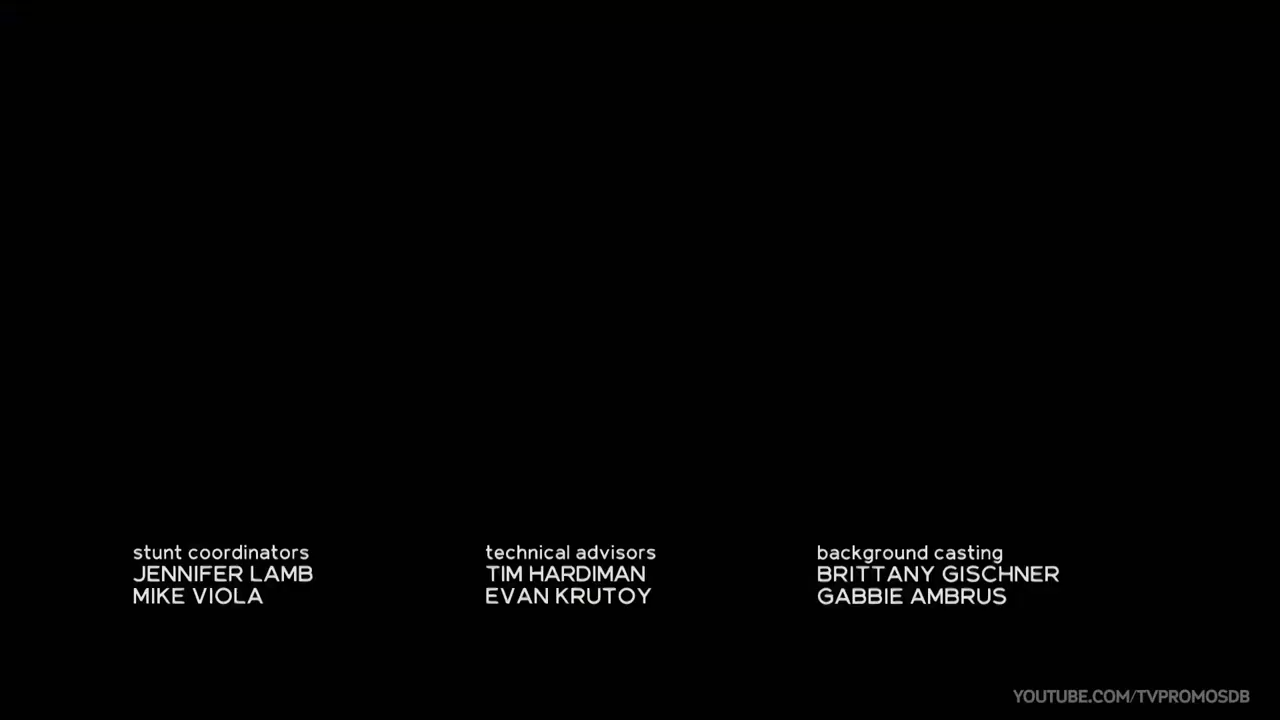 stunt coordinators
JENNIFER LAMB
MIKE VIOLA
technical advisors
TIM HARDIMAN
EVAN KRUTOY
background casting
BRITTANY GISCHNER
GABBIE AMBRUS
YOUTUBE.COM/TVPROMOSDB